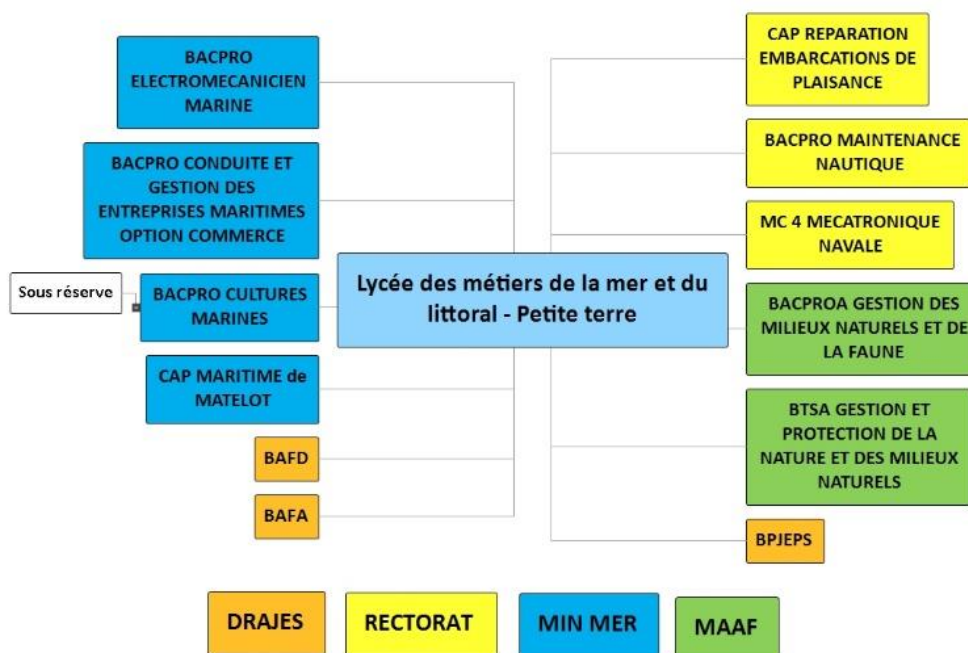 BACPRO
ELECTROMECANICIEN
MARINE
BACPRO CONDUITE ET
GESTION DES
ENTREPRISES MARITIMES
OPTION COMMERCE
Sous réserve
BACPRO CULTURES
MARINES
CAP MARITIME de
MATELOT
BAFD
BAFA
Lycée des métiers de la mer et du
littoral - Petite terre
CAP REPARATION
EMBARCATIONS DE
PLAISANCE
BACPRO MAINTENANCE
NAUTIQUE
MC 4 MECATRONIQUE
NAVALE
BACPROA GESTION DES
MILIEUX NATURELS ET DE
LA FAUNE
BTSA GESTION ET
PROTECTION DE LA
NATURE ET DES MILIEUX
NATURELS
BPJEPS
DRAJES
RECTORAT
MIN MER
MAAF